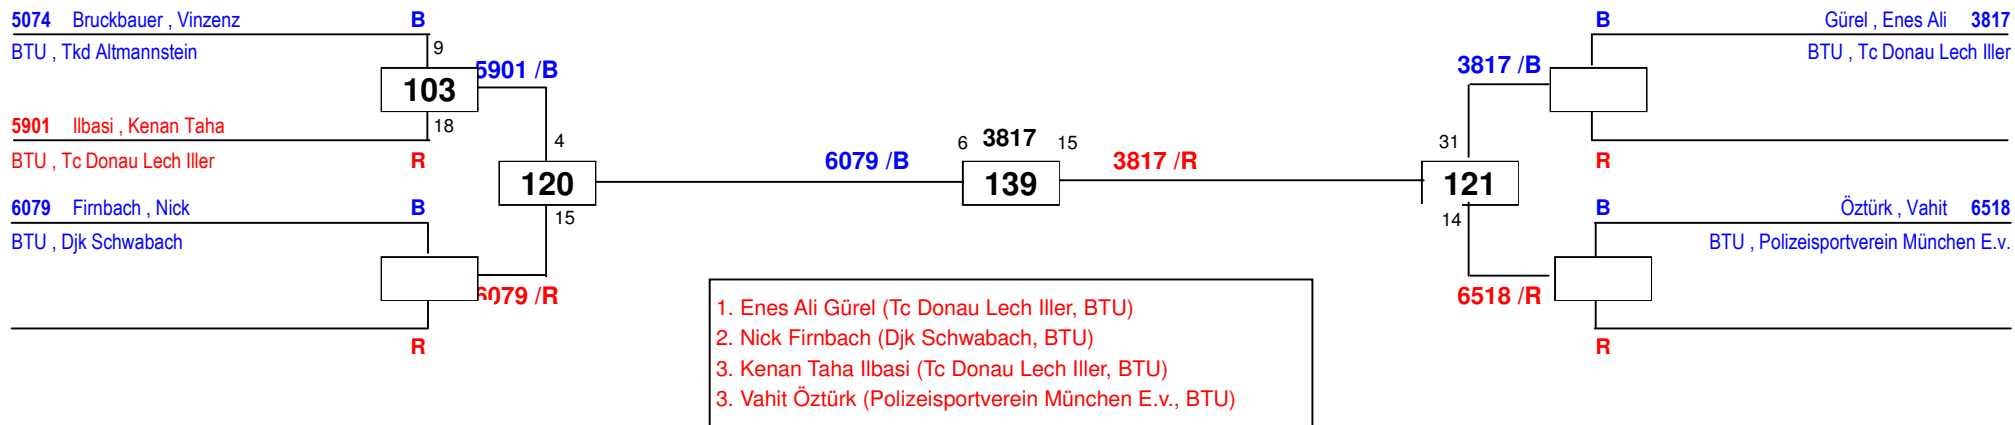 5074 Bruckbauer , Vinzenz B
BTU , Tkd Altmannstein
9
103
5901 /B
5901 Ilbasi , Kenan Taha
18
BTU , Tc Donau Lech Iller R
4
120
15
6079 Firnbach , Nick B
BTU , Djk Schwabach
6079 /R
R
6079 /B
6 3817 15
139
3817 /R
B Gürel , Enes Ali 3817
BTU , Tc Donau Lech Iller
3817 /B
R
31
121
14
B Öztürk , Vahit 6518
BTU , Polizeisportverein München E.v.
6518 /R
R
1. Enes Ali Gürel (Tc Donau Lech Iller, BTU)
2. Nick Firnbach (Djk Schwabach, BTU)
3. Kenan Taha Ilbasi (Tc Donau Lech Iller, BTU)
3. Vahit Öztürk (Polizeisportverein München E.v., BTU)